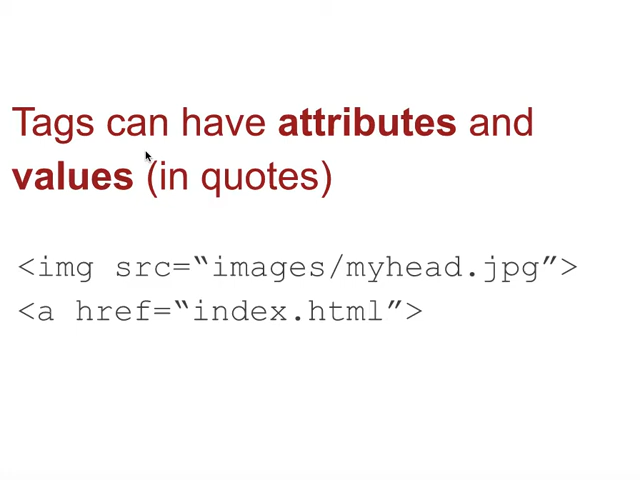 Tags can have attributes and
values (in quotes)
<img src=“images/myhead.jpg”>
<a href=“index.html”>